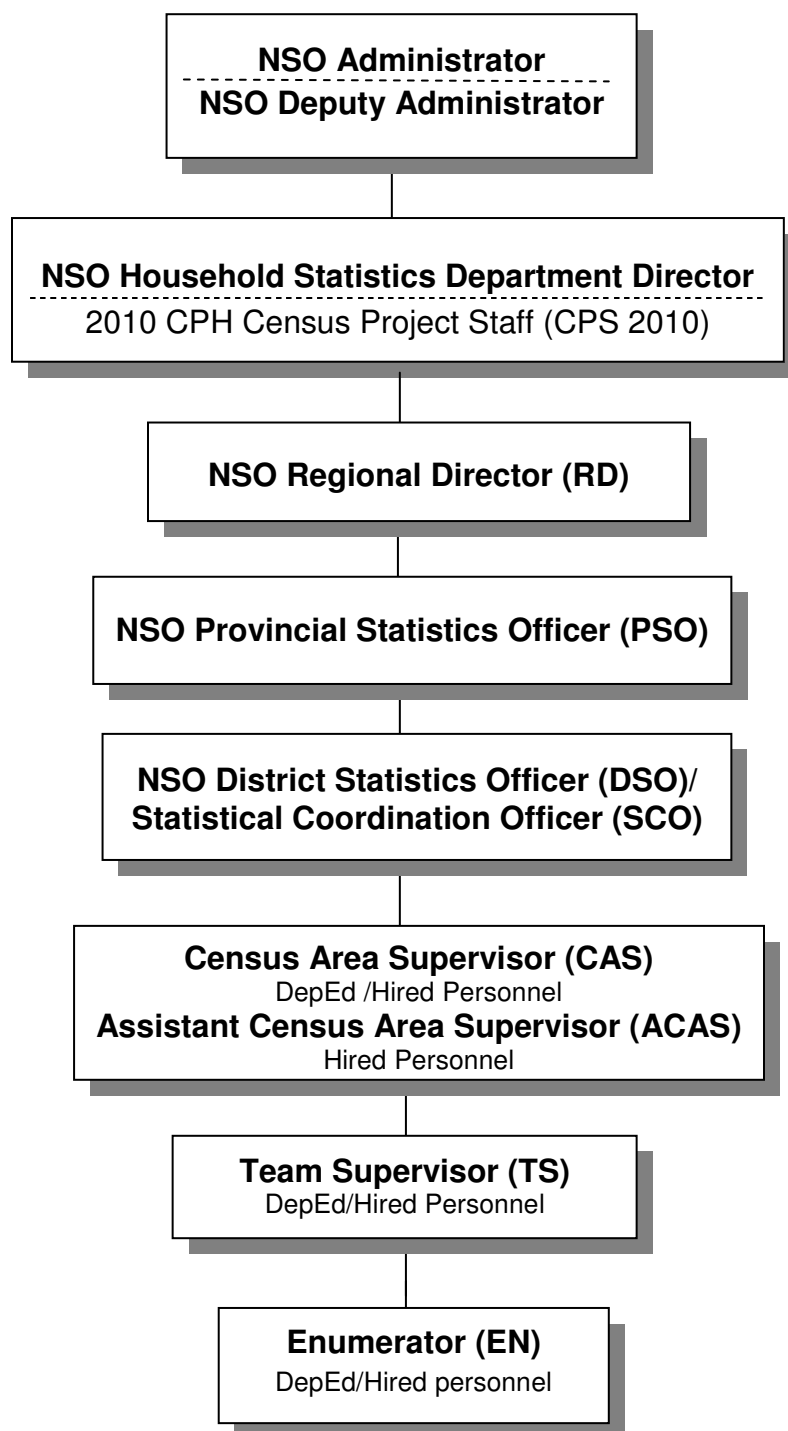 NSO Administrator
NSO Deputy Administrator
NSO Household Statistics Department Director
2010 CPH Census Project Staff (CPS 2010)
NSO Regional Director (RD)
NSO Provincial Statistics Officer (PSO)
NSO District Statistics Officer (DSO)/
Statistical Coordination Officer (SCO)
Census Area Supervisor (CAS)
DepEd /Hired Personnel
Assistant Census Area Supervisor (ACAS)
Hired Personnel
Team Supervisor (TS)
DepEd/Hired Personnel
Enumerator (EN)
DepEd/Hired personnel